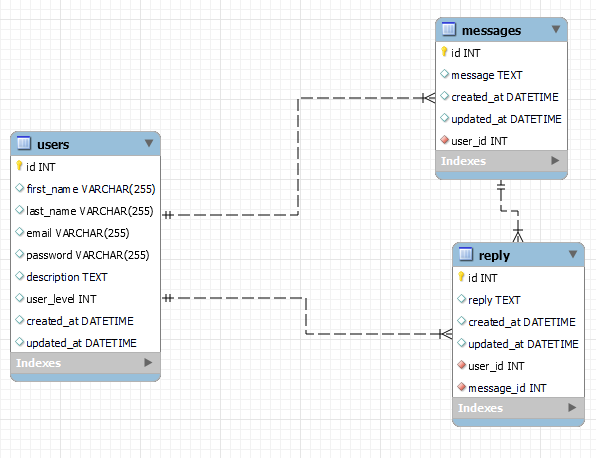 messages
id INT
message TEXT
created_at DATETIME
updated_at DATETIME
user_id INT
Indexes
users
id INT
first_name VARCHAR(255)
last_name VARCHAR(255)
email VARCHAR(255)
password VARCHAR(255)
description TEXT
user_level INT
created_at DATETIME
updated_at DATETIME
Indexes
reply
id INT
reply TEXT
created_at DATETIME
updated_at DATETIME
user_id INT
message_id INT
Indexes